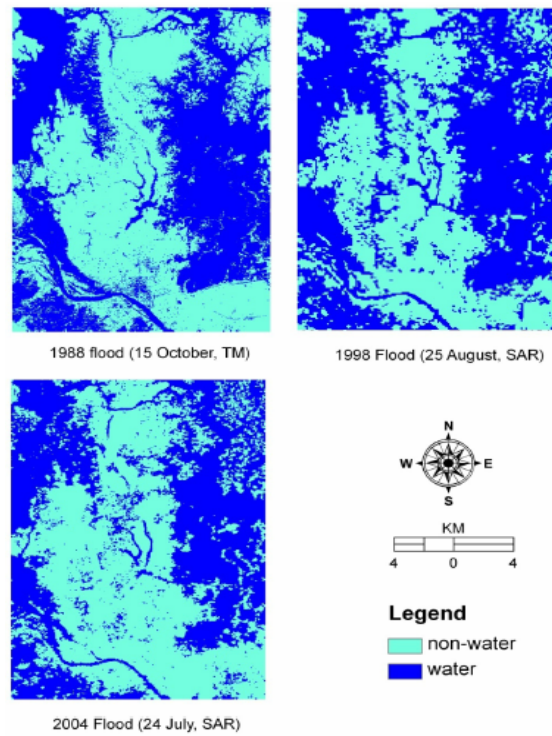 1988 flood (15 October, TM)
1998 Flood (25 August, SAR)
2004 Flood (24 July, SAR)
N
W E
S
KM
4 0 4
Legend
non-water
water